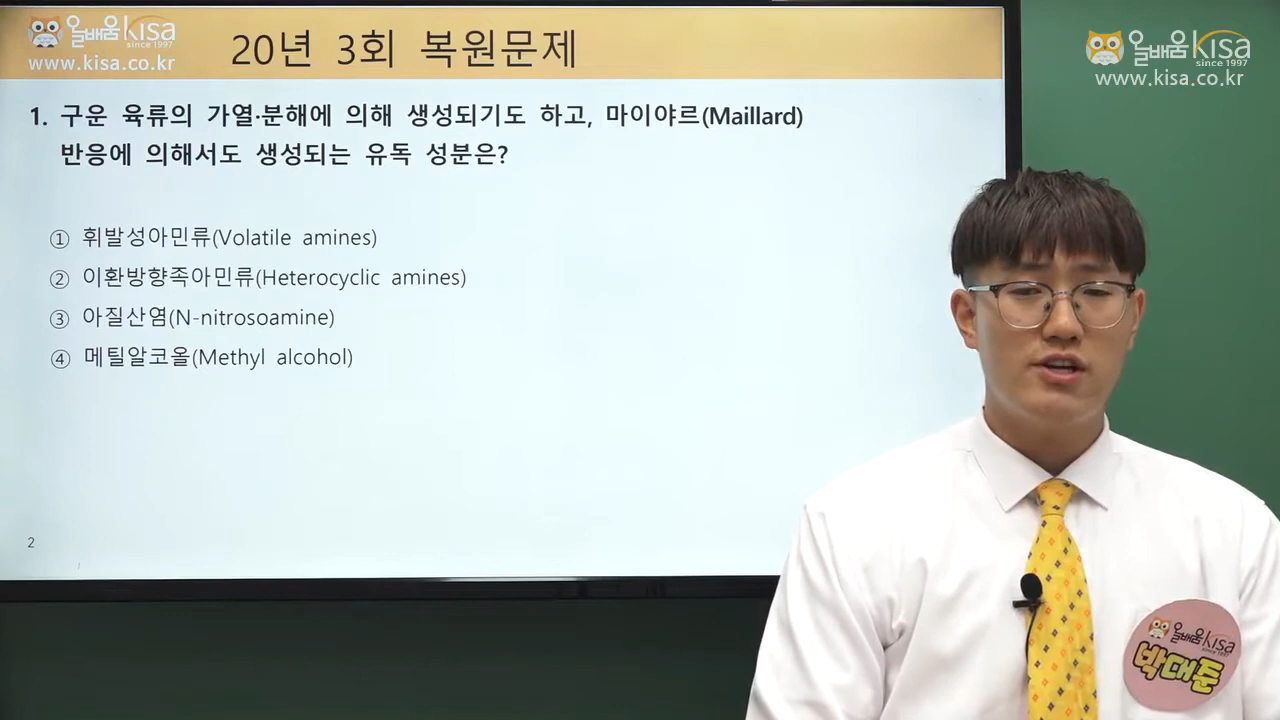 올배움kisa
since 1997
www.kisa.co.kr
20년 3회 복원문제
올배움kisa
since 1997
www.kisa.co.kr
1. 구운 육류의 가열·분해에 의해 생성되기도 하고, 마이야르(Maillard)
반응에 의해서도 생성되는 유독 성분은?
① 휘발성아민류(Volatile amines)
② 이환방향족아민류(Heterocyclic amines)
③ 아질산염(N-nitrosoamine)
④ 메틸알코올(Methyl alcohol)
2
올배움kisa
since 1997
박대준